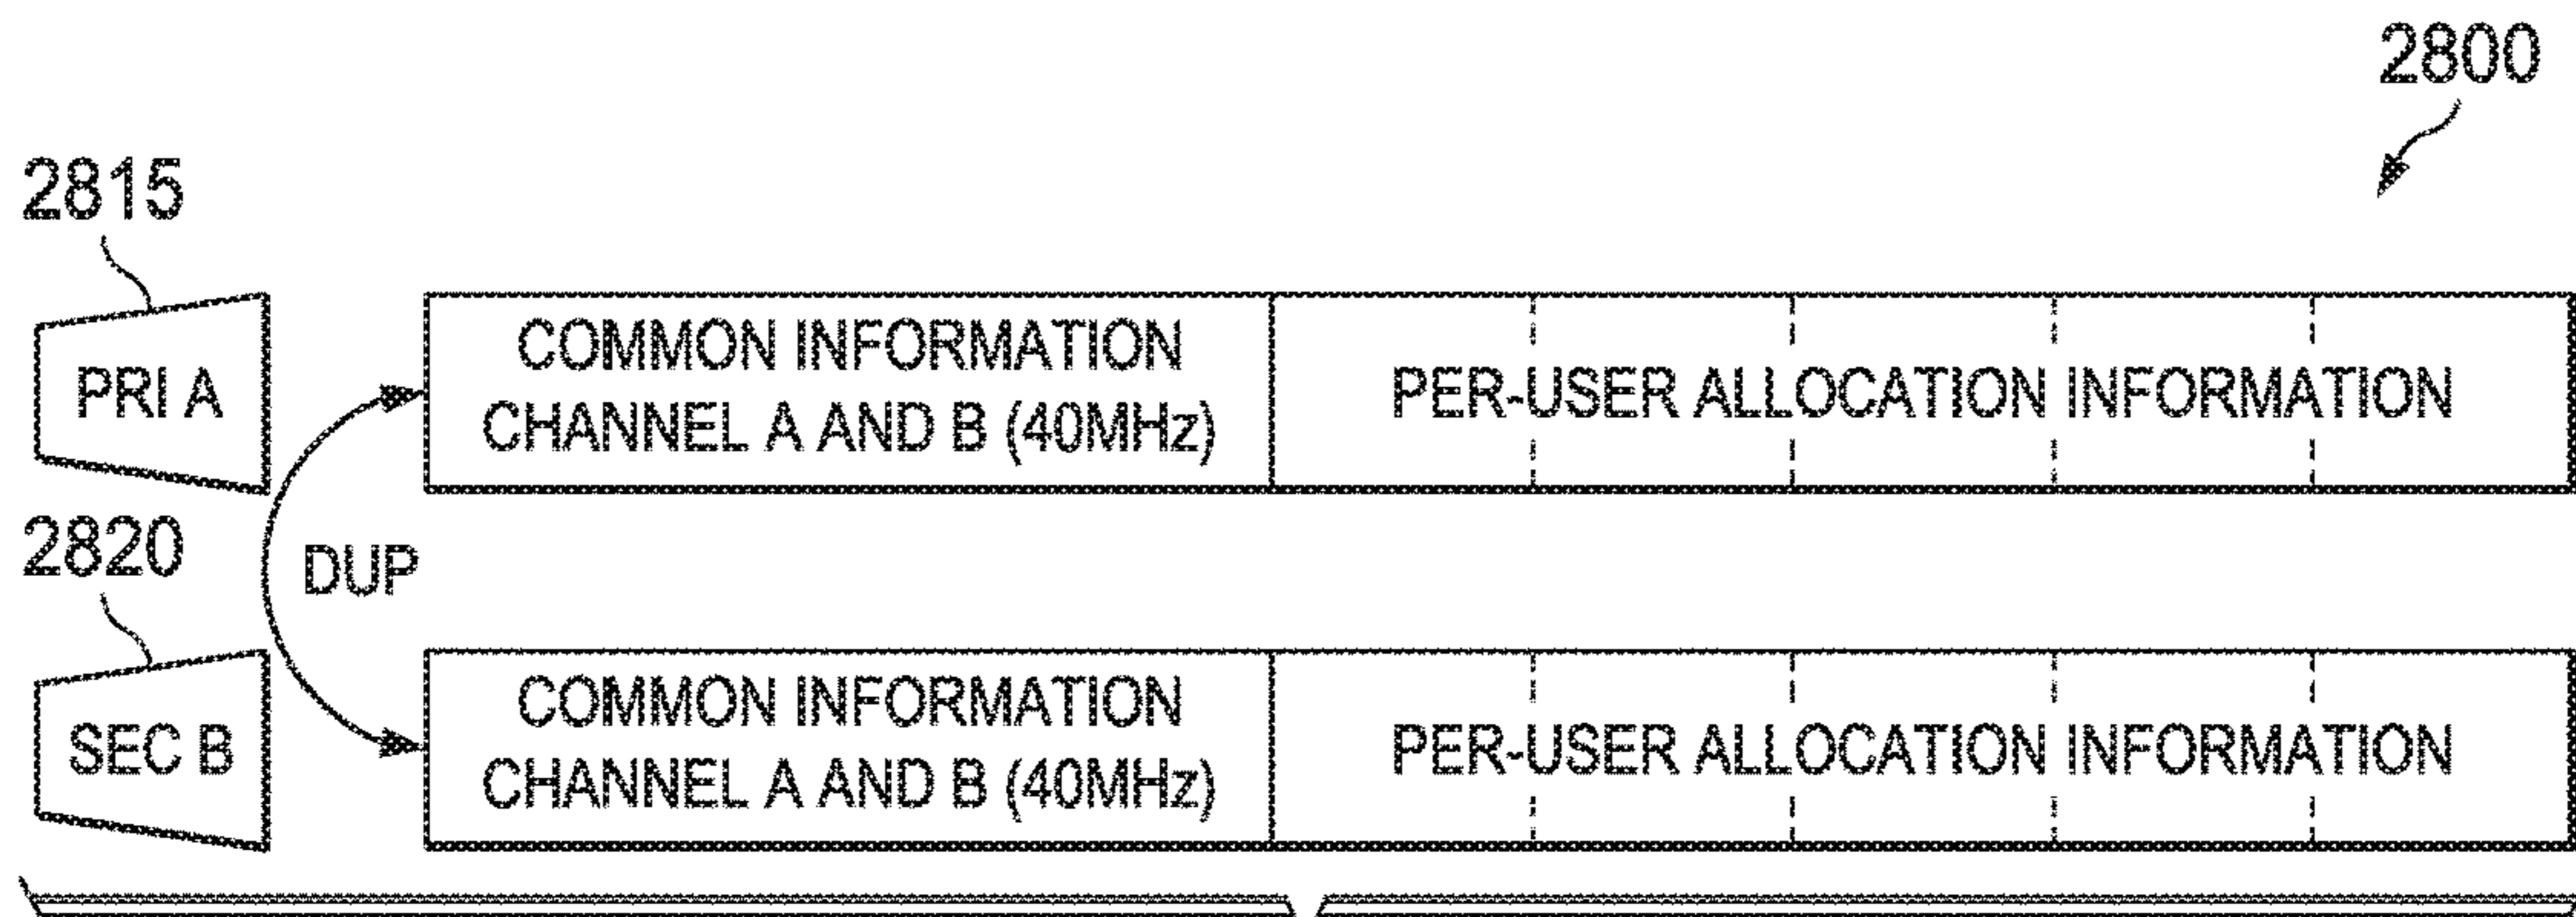 2800
2815
PRI A
COMMON INFORMATION
CHANNEL A AND B (40MHz)
PER-USER ALLOCATION INFORMATION
2820
DUP
SEC B
COMMON INFORMATION
CHANNEL A AND B (40MHz)
PER-USER ALLOCATION INFORMATION